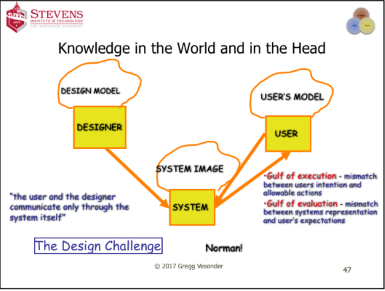 STEVENS
INSTITUTE of TECHNOLOGY
Knowledge in the World and in the Head
DESIGN MODEL
USER'S MODEL
DESIGNER
USER
SYSTEM IMAGE
SYSTEM
"the user and the designer
communicate only through the
system itself"
•Gulf of execution - mismatch
between users intention and
allowable actions
•Gulf of evaluation - mismatch
between systems representation
and user's expectations
The Design Challenge
Norman!
© 2017 Gregg Vesonder
47